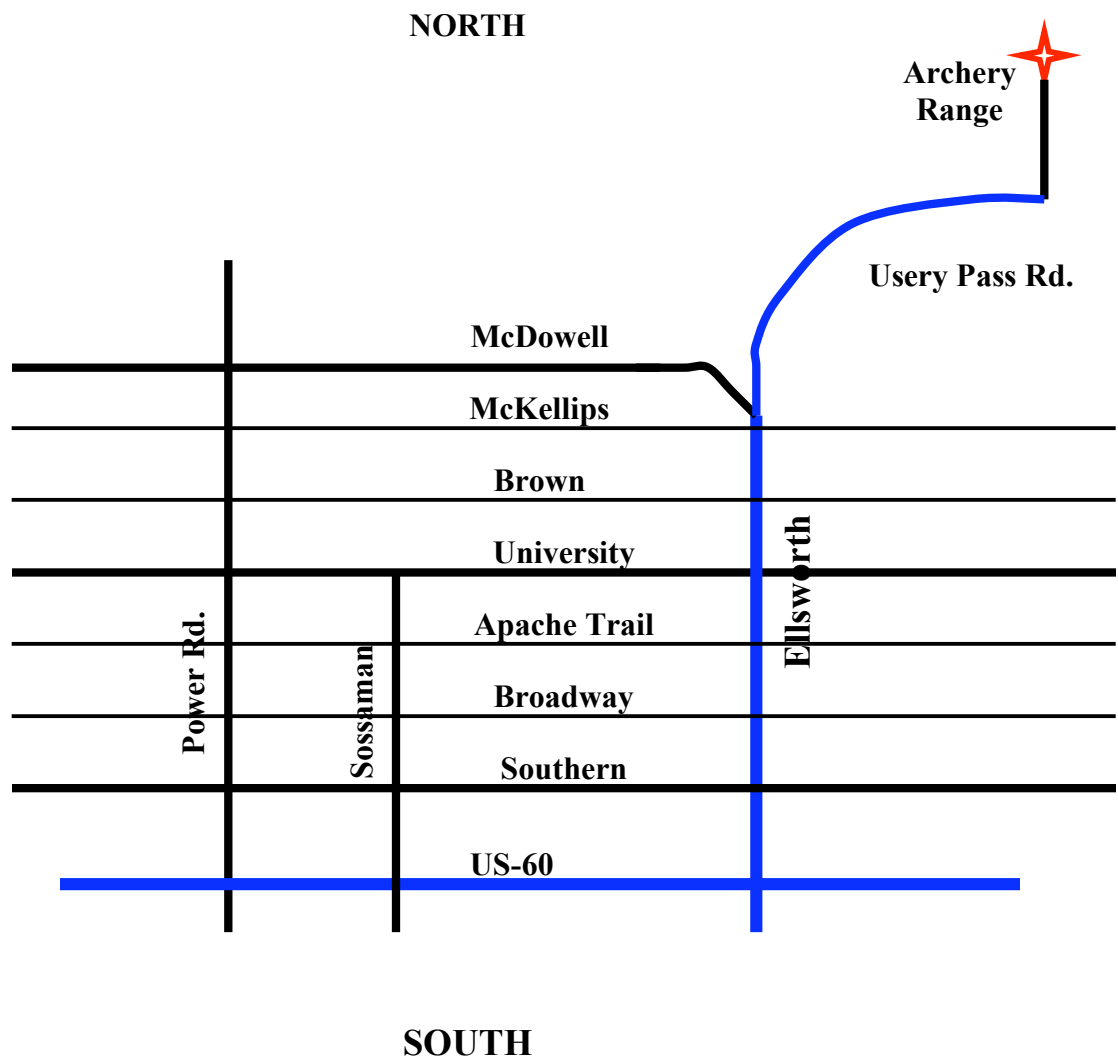 NORTH
Archery
Range
Usery Pass Rd.
McDowell
McKellips
Brown
University
Ellsworth
Apache Trail
Power Rd.
Sossaman
Broadway
Southern
US-60
SOUTH